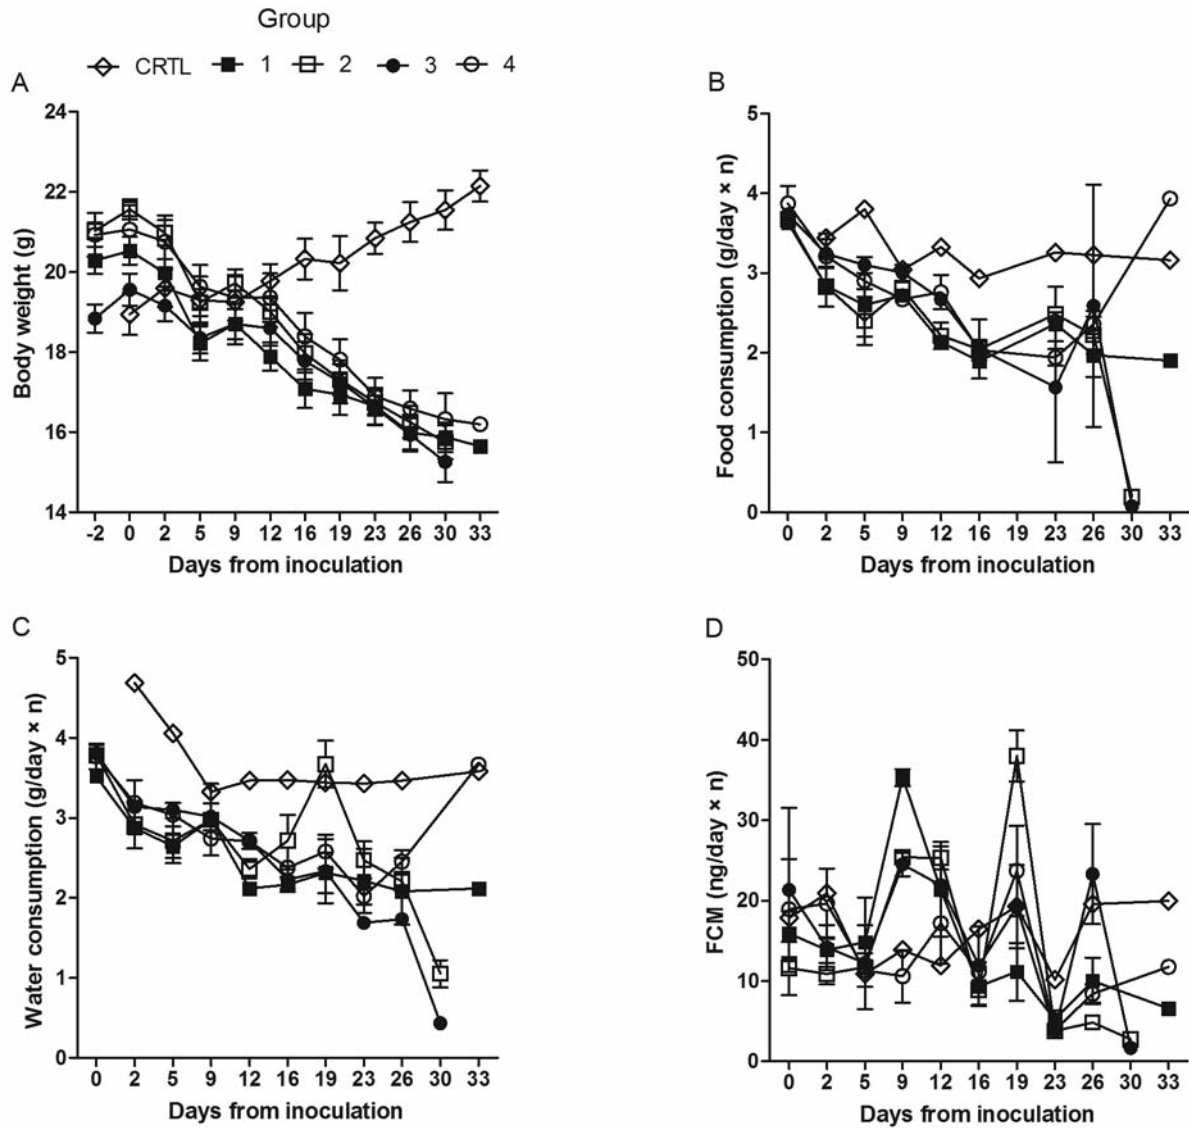 Group
CRTL 1 2 3 4
A
Body weight (g)
24
22
20
18
16
14
-2 0 2 5 9 12 16 19 23 26 30 33
Days from inoculation
B
Food consumption (g/day × n)
5
4
3
2
1
0
0 2 5 9 12 16 19 23 26 30 33
Days from inoculation
C
Water consumption (g/day × n)
5
4
3
2
1
0
0 2 5 9 12 16 19 23 26 30 33
Days from inoculation
D
FCM (ng/day × n)
50
40
30
20
10
0
0 2 5 9 12 16 19 23 26 30 33
Days from inoculation